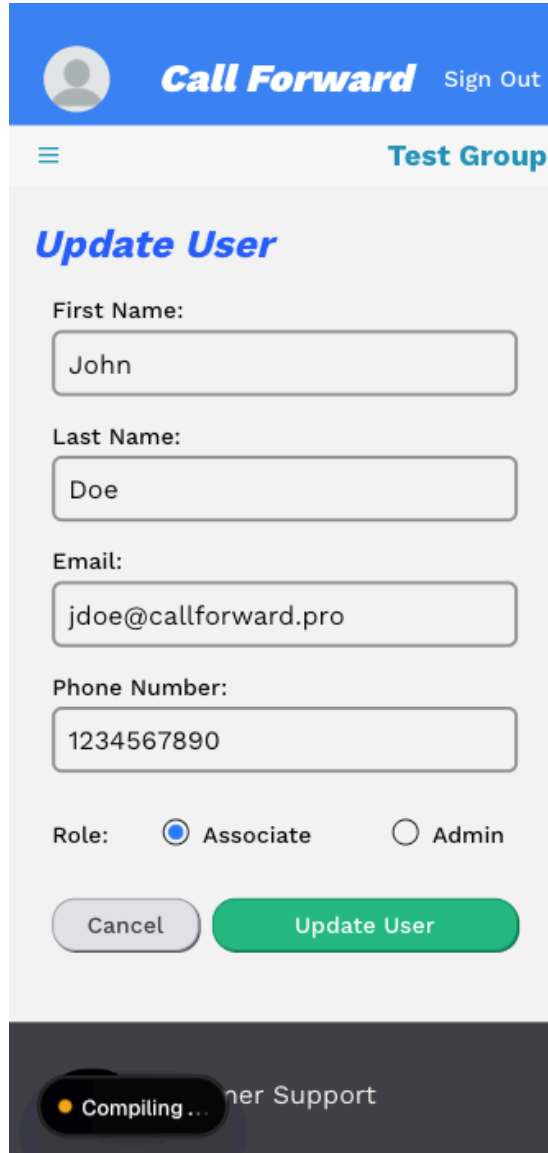 Call Forward
Sign Out
Test Group
Update User
First Name:
John
Last Name:
Doe
Email:
jdoe@callforward.pro
Phone Number:
1234567890
Role:
Associate
Admin
Cancel
Update User
Support
Compiling ...